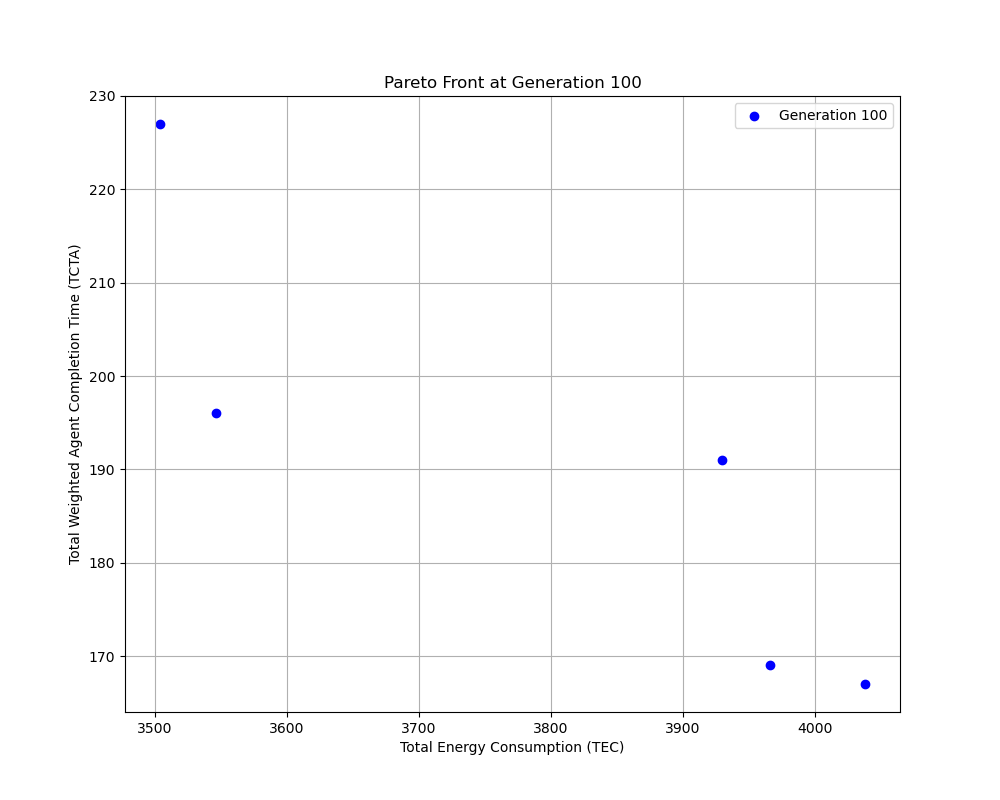 Pareto Front at Generation 100
Generation 100
Total Weighted Agent Completion Time (TCTA)
230
220
210
200
190
180
170
3500 3600 3700 3800 3900 4000
Total Energy Consumption (TEC)